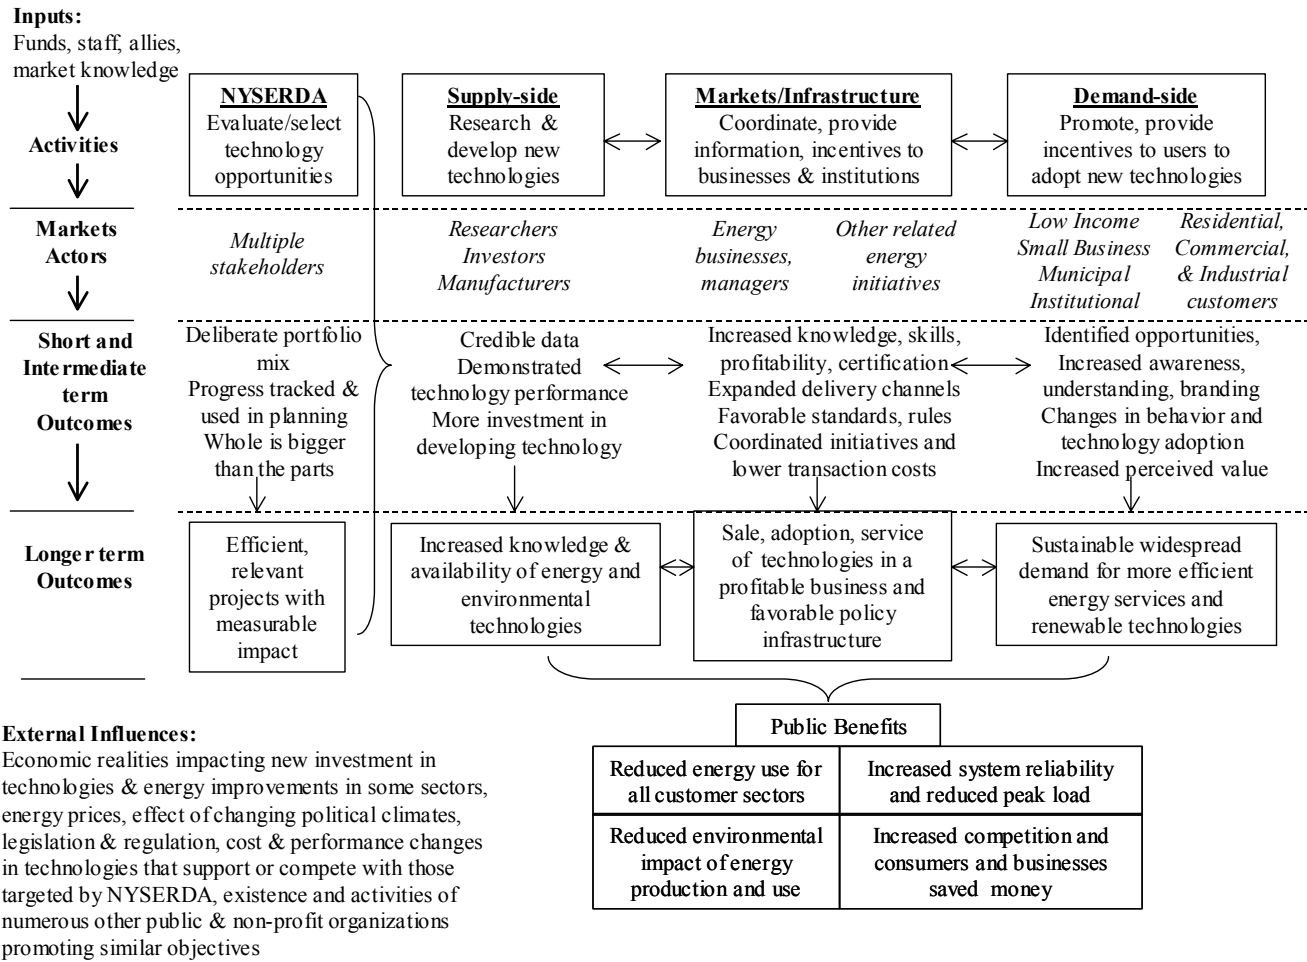 Inputs:
Funds, staff, allies,
market knowledge
Activities
NYSERDA
Evaluate/select
technology
opportunities
Supply-side
Research &
develop new
technologies
Markets/Infrastructure
Coordinate, provide
information, incentives to
businesses & institutions
Demand-side
Promote, provide
incentives to users to
adopt new technologies
Markets
Actors
Multiple
stakeholders
Researchers
Investors
Manufacturers
Energy
businesses,
managers
Other related
energy
initiatives
Low Income
Small Business
Municipal
Institutional
Residential,
Commercial,
& Industrial
customers
Short and
Intermediate
term
Outcomes
Deliberate portfolio
mix
Progress tracked &
used in planning
Whole is bigger
than the parts
Credible data
Demonstrated
technology performance
More investment in
developing technology
Increased knowledge, skills,
profitability, certification
Expanded delivery channels
Favorable standards, rules
Coordinated initiatives and
lower transaction costs
Identified opportunities,
Increased awareness,
understanding, branding
Changes in behavior and
technology adoption
Increased perceived value
Longer term
Outcomes
Efficient,
relevant
projects with
measurable
impact
Increased knowledge &
availability of energy and
environmental
technologies
Sale, adoption, service
of technologies in a
profitable business and
favorable policy
infrastructure
Sustainable widespread
demand for more efficient
energy services and
renewable technologies
Public Benefits
Reduced energy use for
all customer sectors
Increased system reliability
and reduced peak load
Reduced environmental
impact of energy
production and use
Increased competition and
consumers and businesses
saved money
External Influences:
Economic realities impacting new investment in
technologies & energy improvements in some sectors,
energy prices, effect of changing political climates,
legislation & regulation, cost & performance changes
in technologies that support or compete with those
targeted by NYSERDA, existence and activities of
numerous other public & non-profit organizations
promoting similar objectives